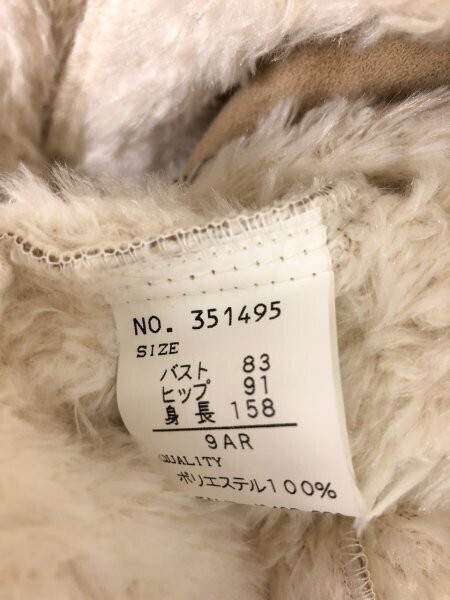 NO. 351495
SIZE
バスト 83
ヒップ 91
身長 158
9AR
QUALITY
ポリエステル100%